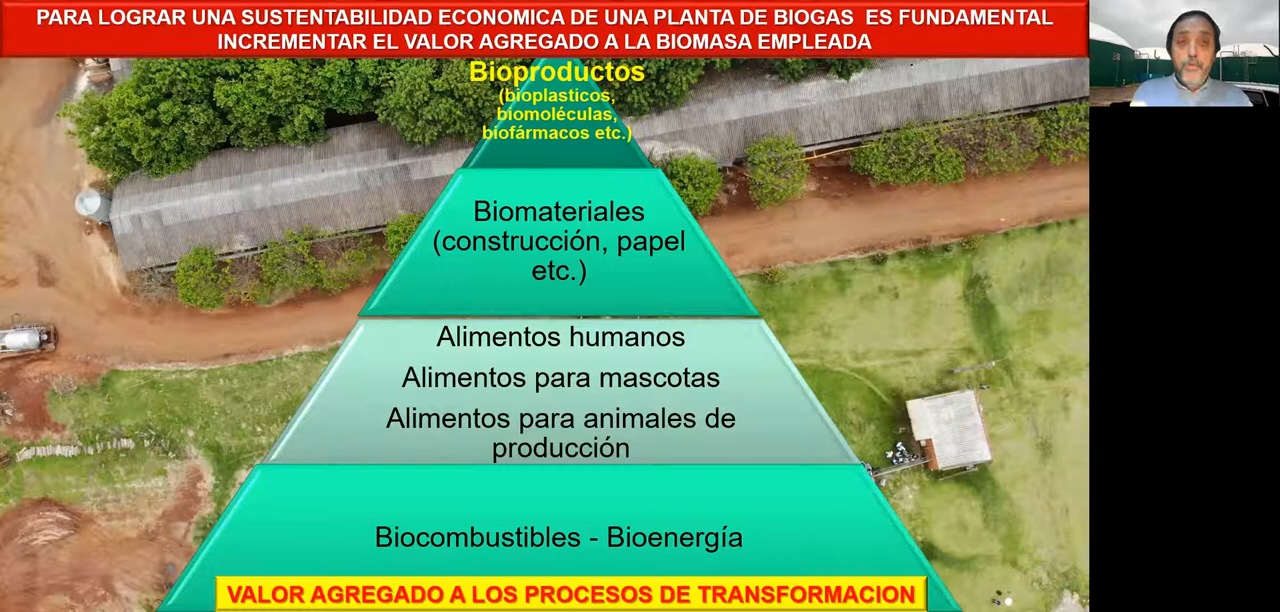 PARA LOGRAR UNA SUSTENTABILIDAD ECONOMICA DE UNA PLANTA DE BIOGAS ES FUNDAMENTAL
INCREMENTAR EL VALOR AGREGADO A LA BIOMASA EMPLEADA
Bioproductos
(bioplasticos,
biomoléculas,
biofármacos etc.)
Biomateriales
(construcción, papel
etc.)
Alimentos humanos
Alimentos para mascotas
Alimentos para animales de
producción
Biocombustibles - Bioenergía
VALOR AGREGADO A LOS PROCESOS DE TRANSFORMACION